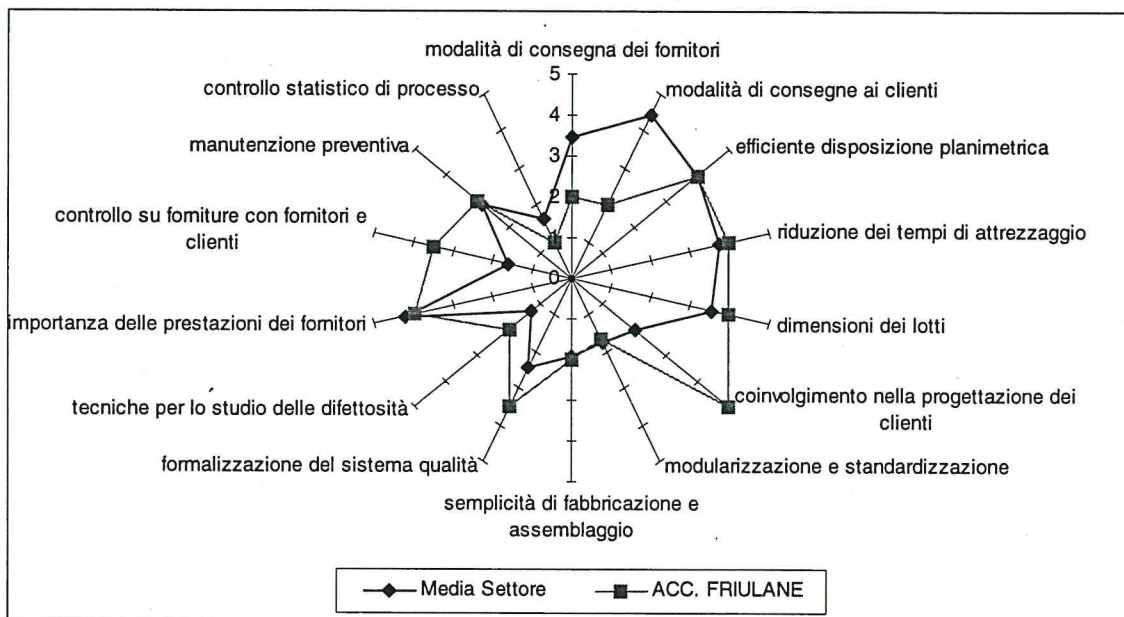 modalità di consegna dei fornitori
5
controllo statistico di processo
modalità di consegne ai clienti
4
manutenzione preventiva
3
efficiente disposizione planimetrica
2
controllo su forniture con fornitori e
clienti
1
riduzione dei tempi di attrezzaggio
0
importanza delle prestazioni dei fornitori
dimensioni dei lotti
tecniche per lo studio delle difettosità
coinvolgimento nella progettazione dei
clienti
formalizzazione del sistema qualità
modularizzazione e standardizzazione
semplicità di fabbricazione e
assemblaggio
Media Settore
ACC. FRIULANE